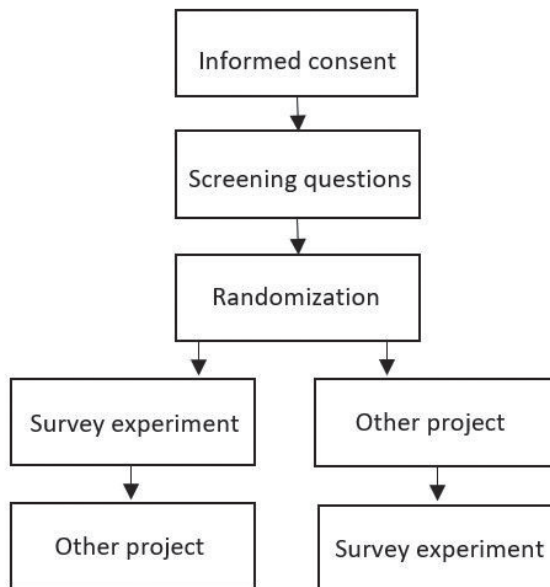 Informed consent
Screening questions
Randomization
Survey experiment
Other project
Other project
Survey experiment